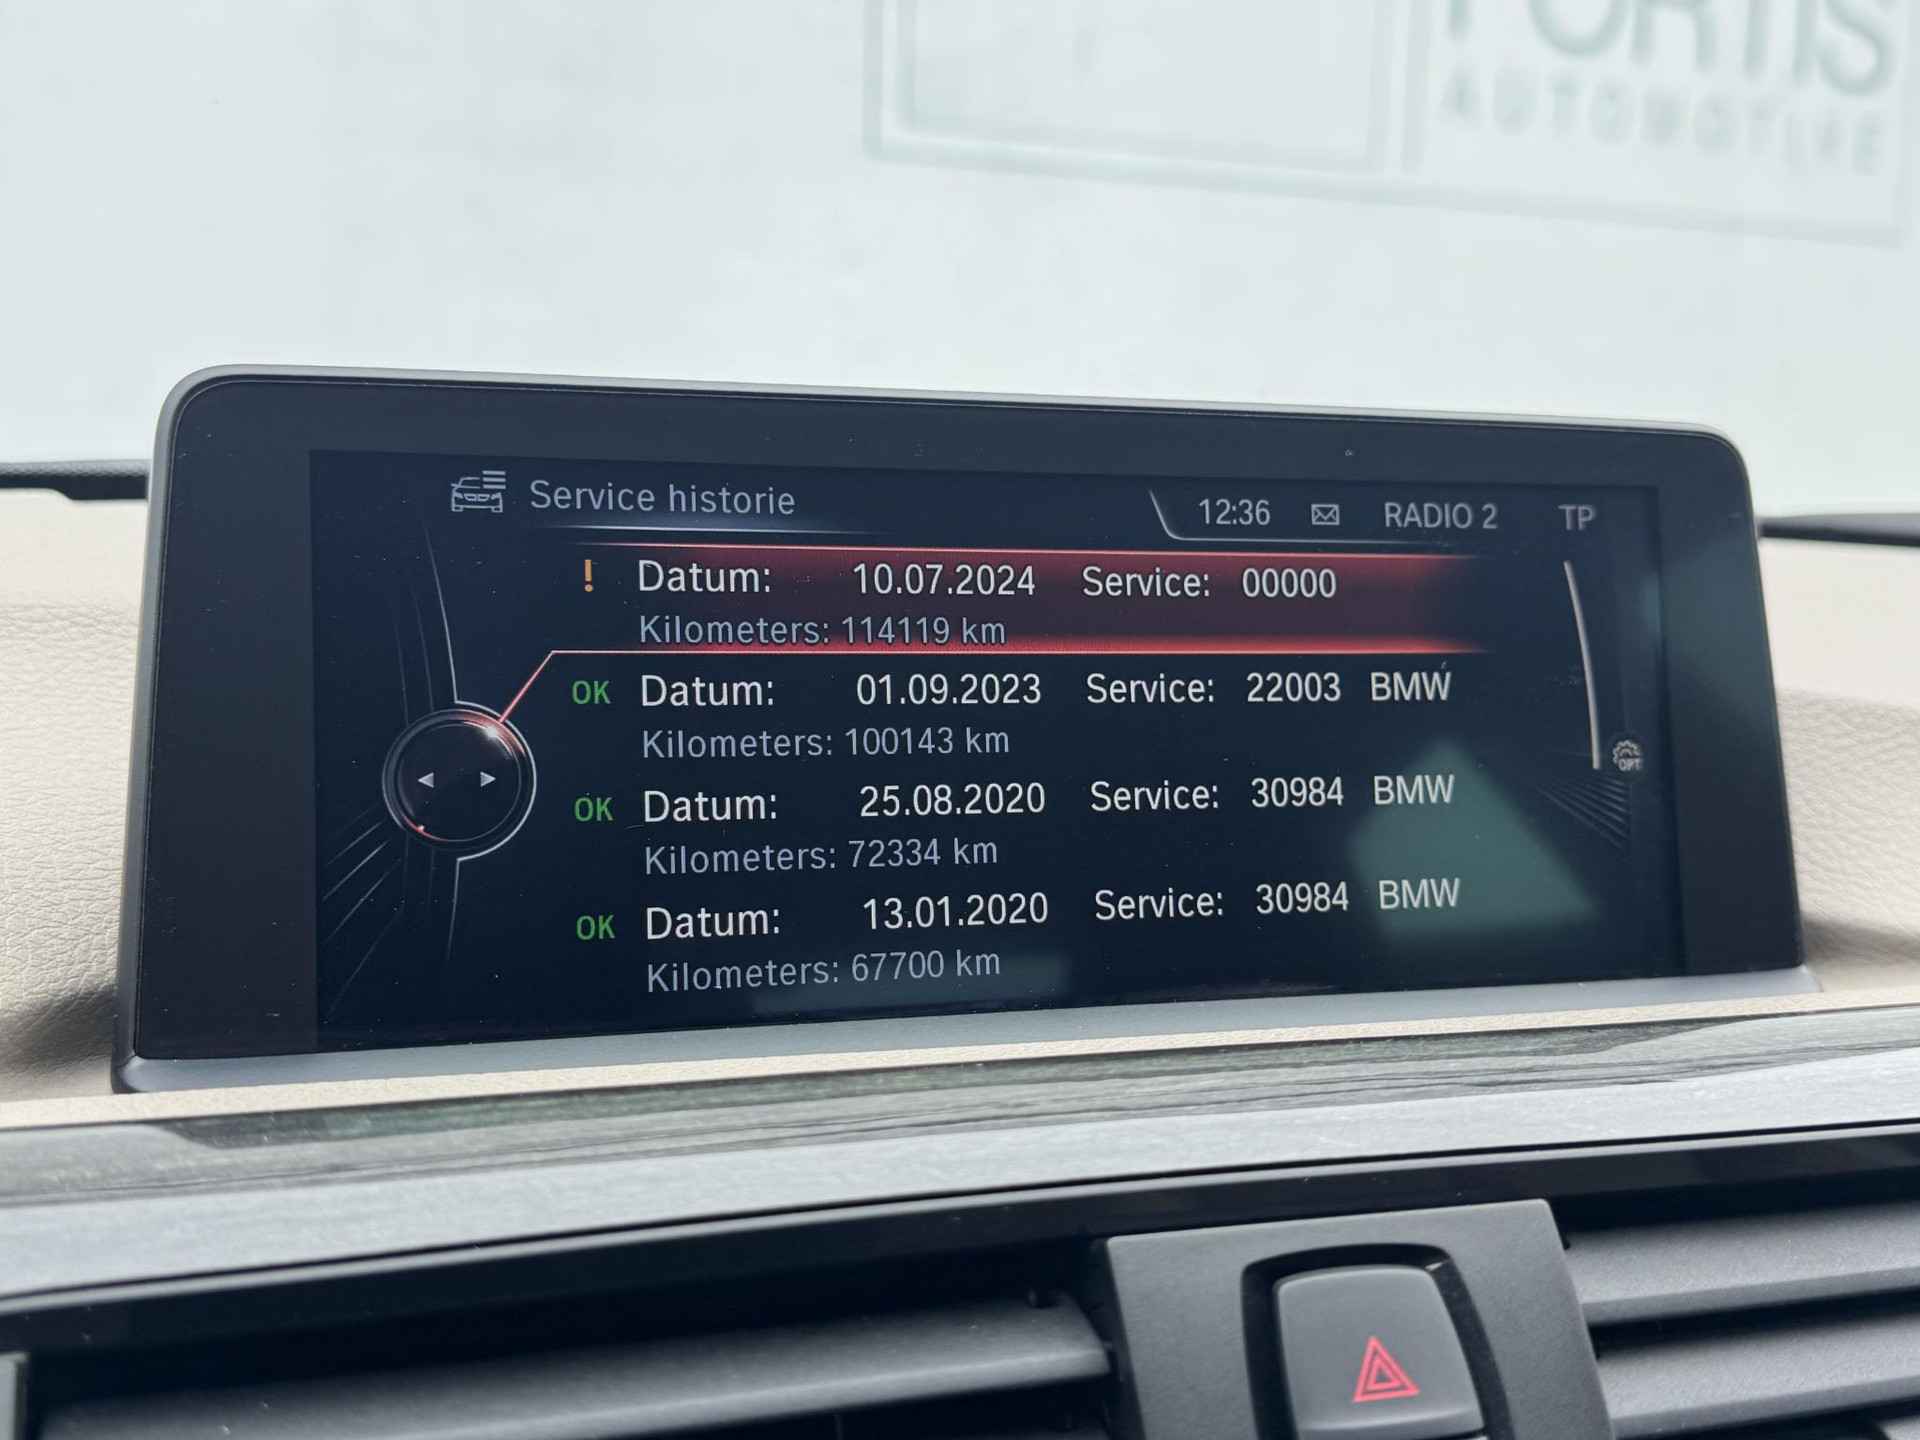 FORTIS
AUTOMOTIVE
Service historie 12:36 RADIO 2 TP
! Datum: 10.07.2024 Service: 00000
Kilometers: 114119 km
OK Datum: 01.09.2023 Service: 22003 BMW
Kilometers: 100143 km
OPT
OK Datum: 25.08.2020 Service: 30984 BMW
Kilometers: 72334 km
OK Datum: 13.01.2020 Service: 30984 BMW
Kilometers: 67700 km